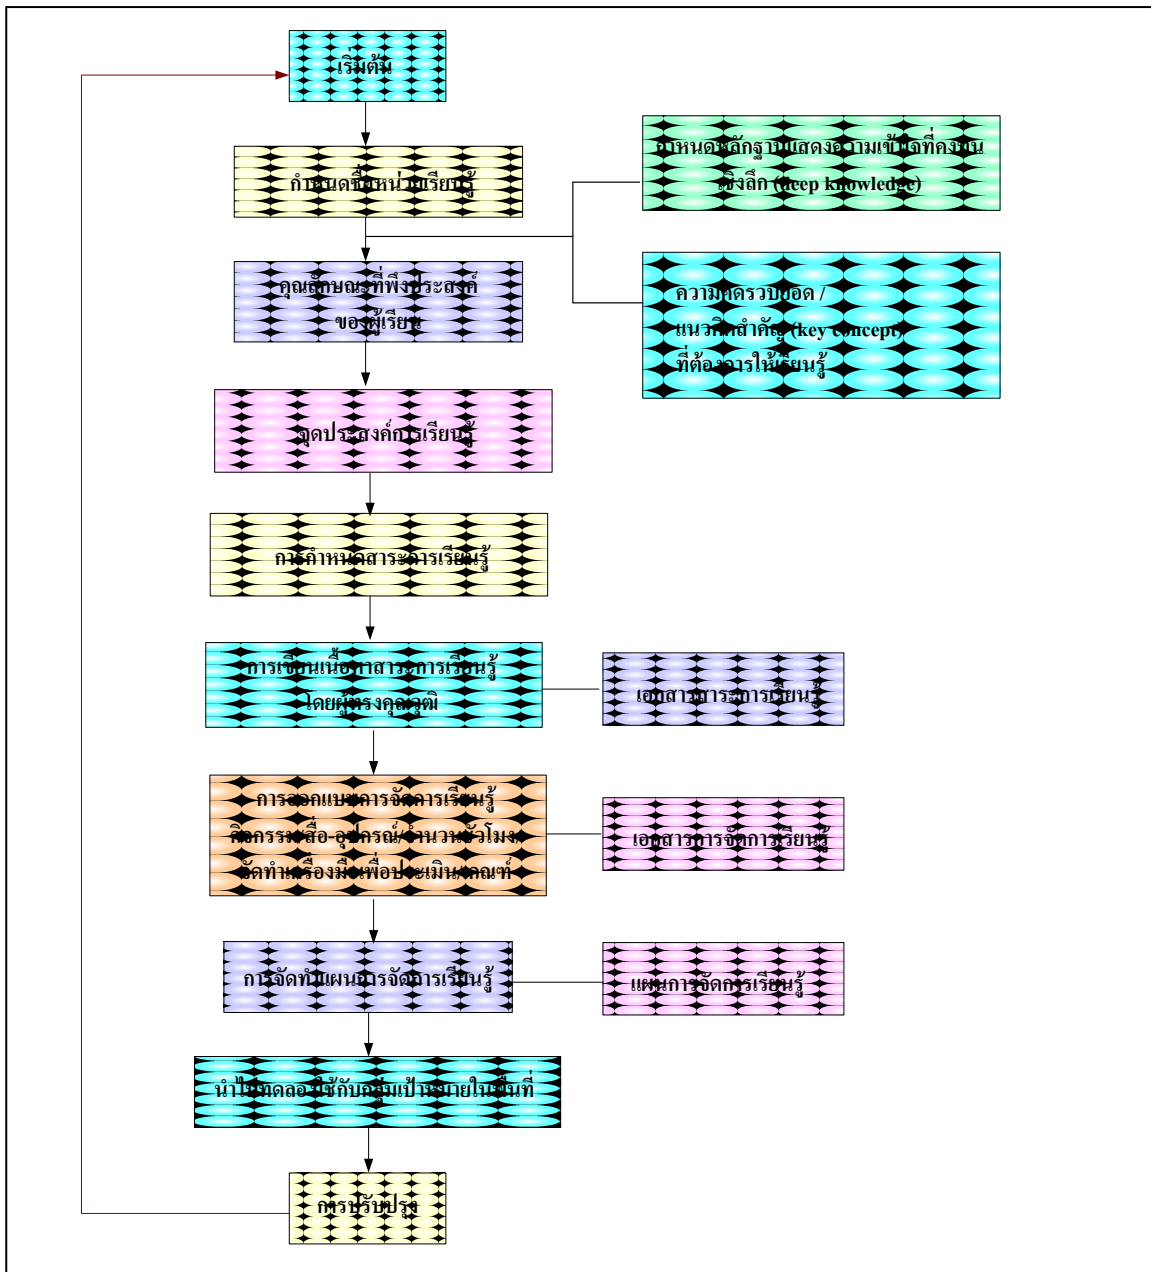 เริ่มต้น
กำหนดชื่อหน่วยเรียนรู้
กำหนดหลักฐานแสดงความเข้าใจที่คงทน
เชิงลึก (deep knowledge)
คุณลักษณะที่พึงประสงค์
ของผู้เรียน
ความคิดรวบยอด /
แนวคิดสำคัญ (key concept)
ที่ต้องการให้เรียนรู้
จุดประสงค์การเรียนรู้
การกำหนดสาระการเรียนรู้
การเขียนเนื้อหาสาระการเรียนรู้
โดยผู้ทรงคุณวุฒิ
เอกสารสาระการเรียนรู้
การออกแบบการจัดการเรียนรู้
กิจกรรม/สื่อ-อุปกรณ์/จำนวนชั่วโมง/
จัดทำเครื่องมือเพื่อประเมิน/เกณฑ์
เอกสารการจัดการเรียนรู้
การจัดทำแผนการจัดการเรียนรู้
แผนการจัดการเรียนรู้
นำไปทดลองใช้กับกลุ่มเป้าหมายในพื้นที่
การปรับปรุง